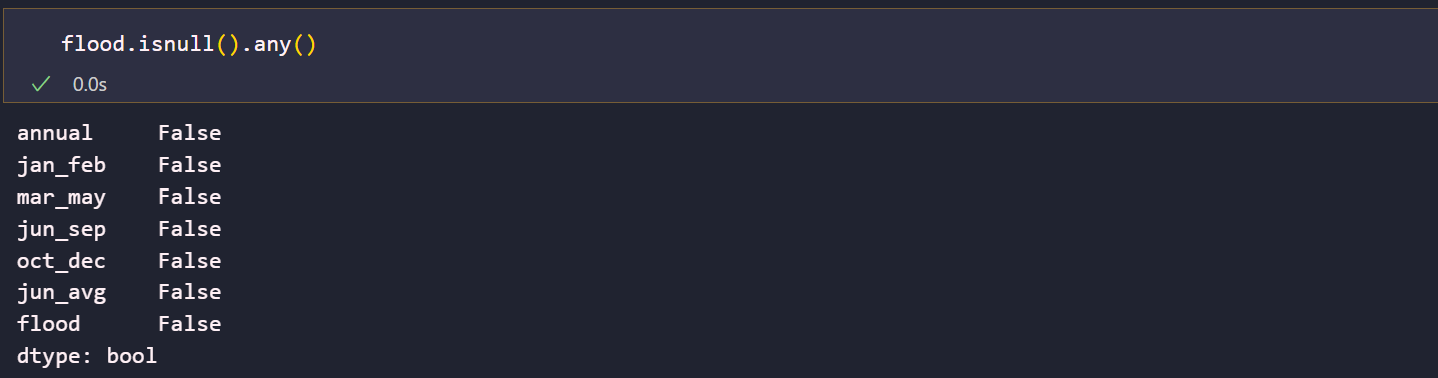 flood.isnull().any()
0.0s
annual False
jan_feb False
mar_may False
jun_sep False
oct_dec False
jun_avg False
flood False
dtype: bool